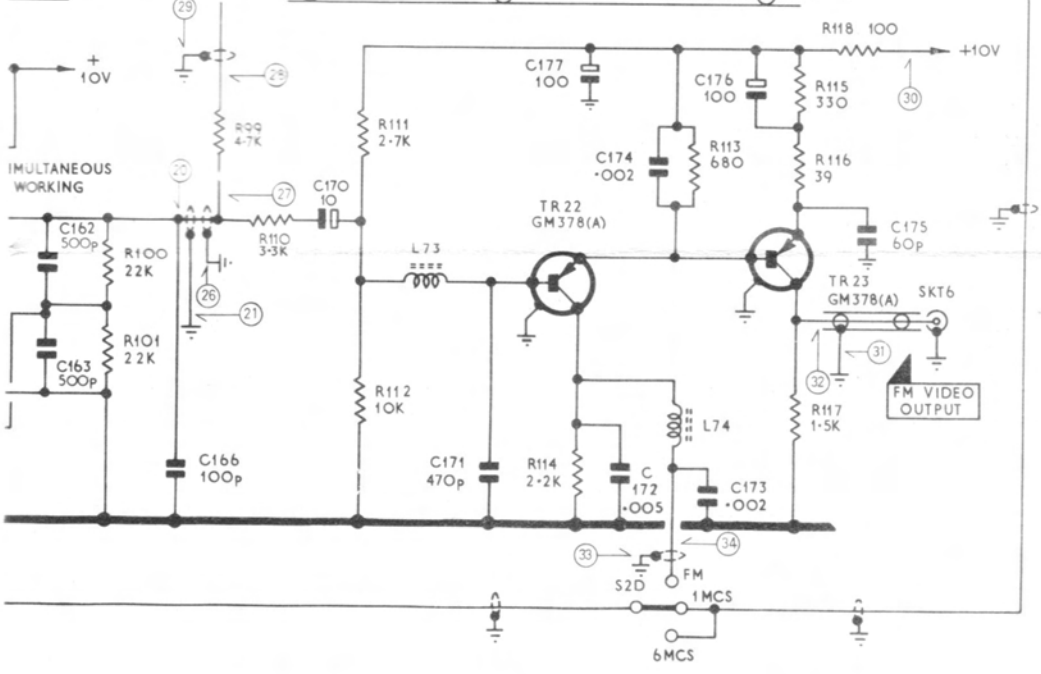 29
28
+
10V
R99
4·7K
IMULTANEOUS
WORKING
20
27
C162
500p
R100
22K
R110
3·3K
C170
10
26
21
C163
500p
R101
22K
C166
100p
R111
2·7K
R112
10K
L73
C171
470p
C177
100
C174
·002
R113
680
C176
100
R118 100
+10V
30
R115
330
R116
39
TR22
GM378(A)
C175
60p
TR23
GM378(A)
SKT6
31
32
FM VIDEO
OUTPUT
R117
1·5K
L74
R114
2·2K
C
172
·005
C173
·002
33
34
S2D
FM
1MCS
6MCS